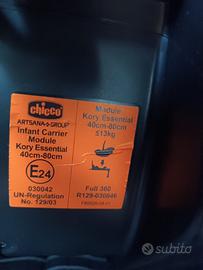 chicco
ARTSANA GROUP
Infant Carrier
Module
Kory Essential
40cm-80cm
E24
030042
UN-Regulation
No. 129/03
Module
Kory Essential
40cm-80cm
≤13kg
Full 360
R129-030046
subito